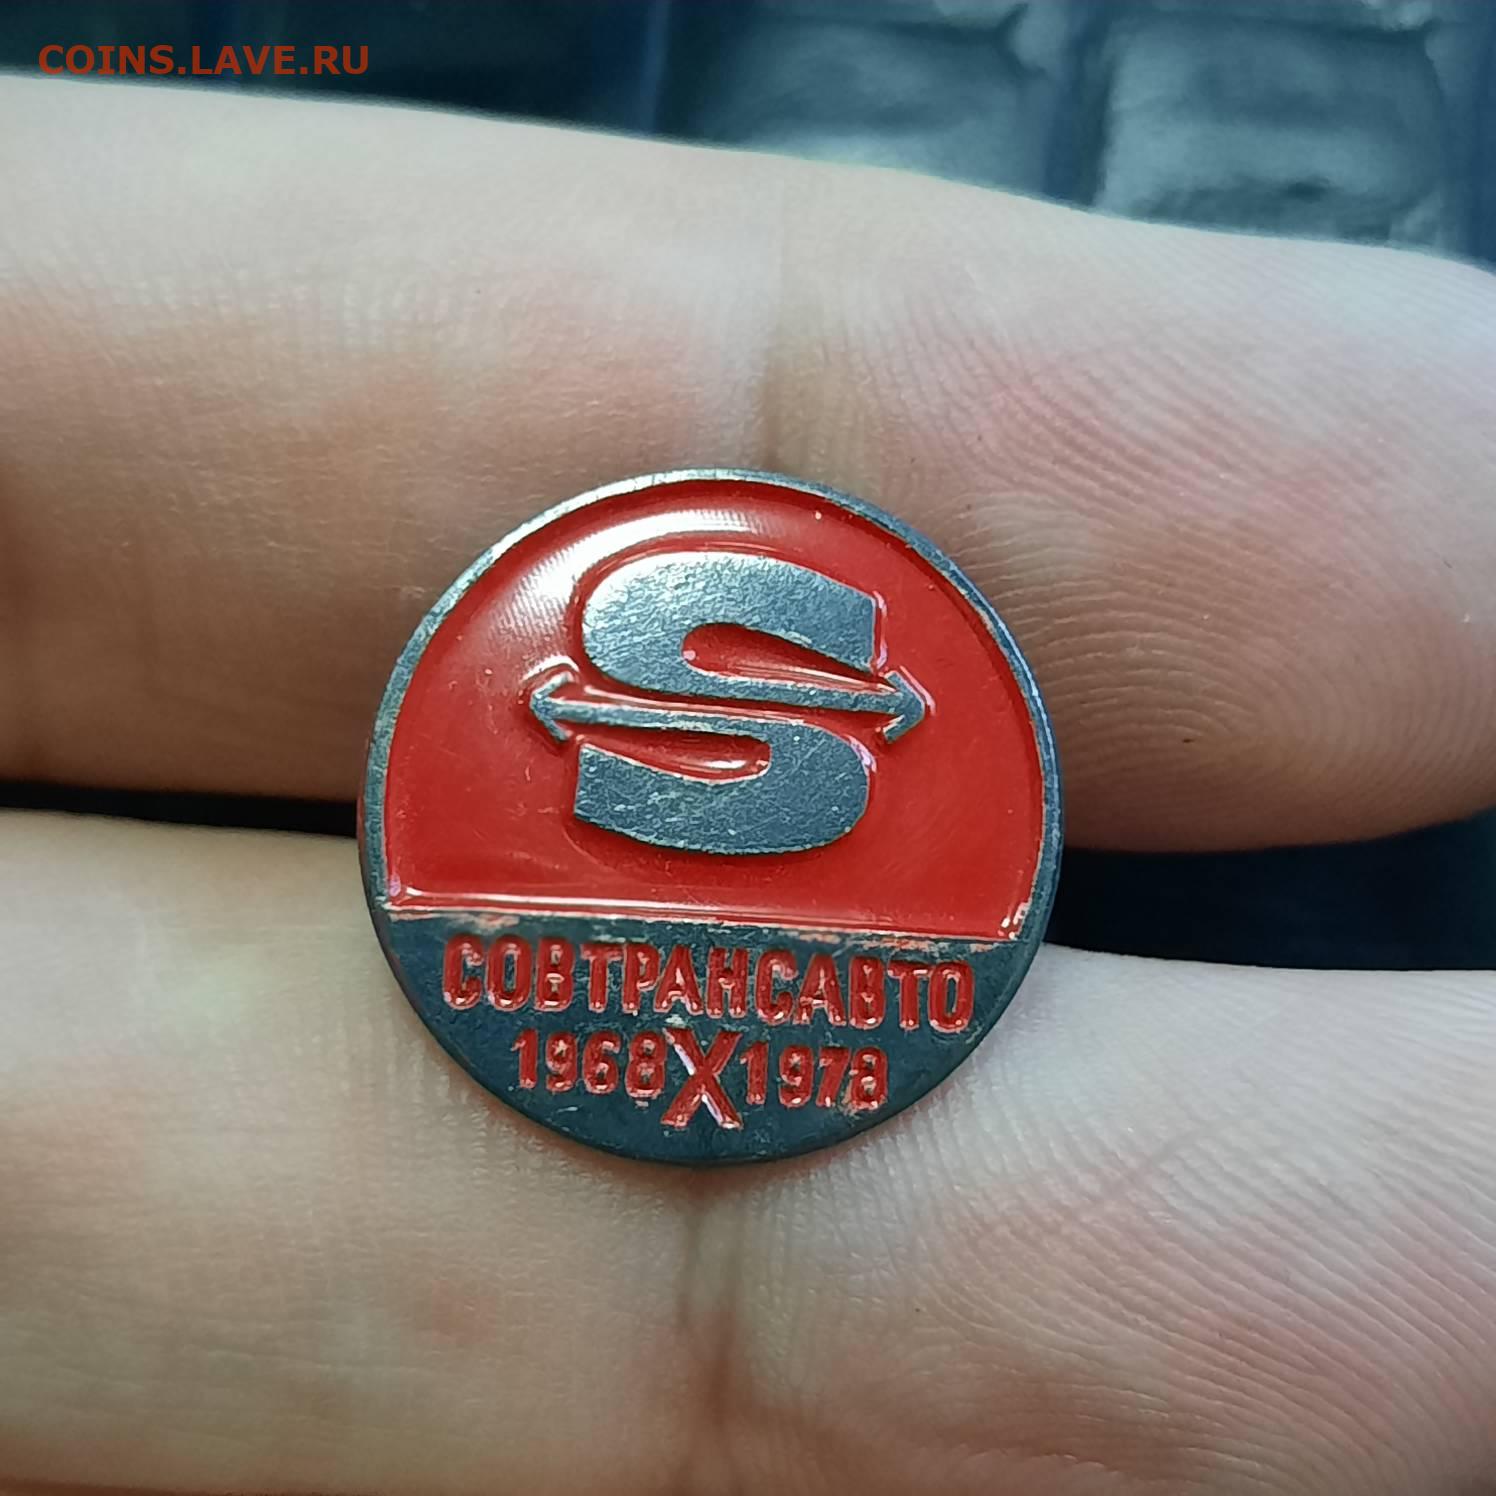 COINS.LAVE.RU
S
СОВТРАНСАВТО
1968 X 1978